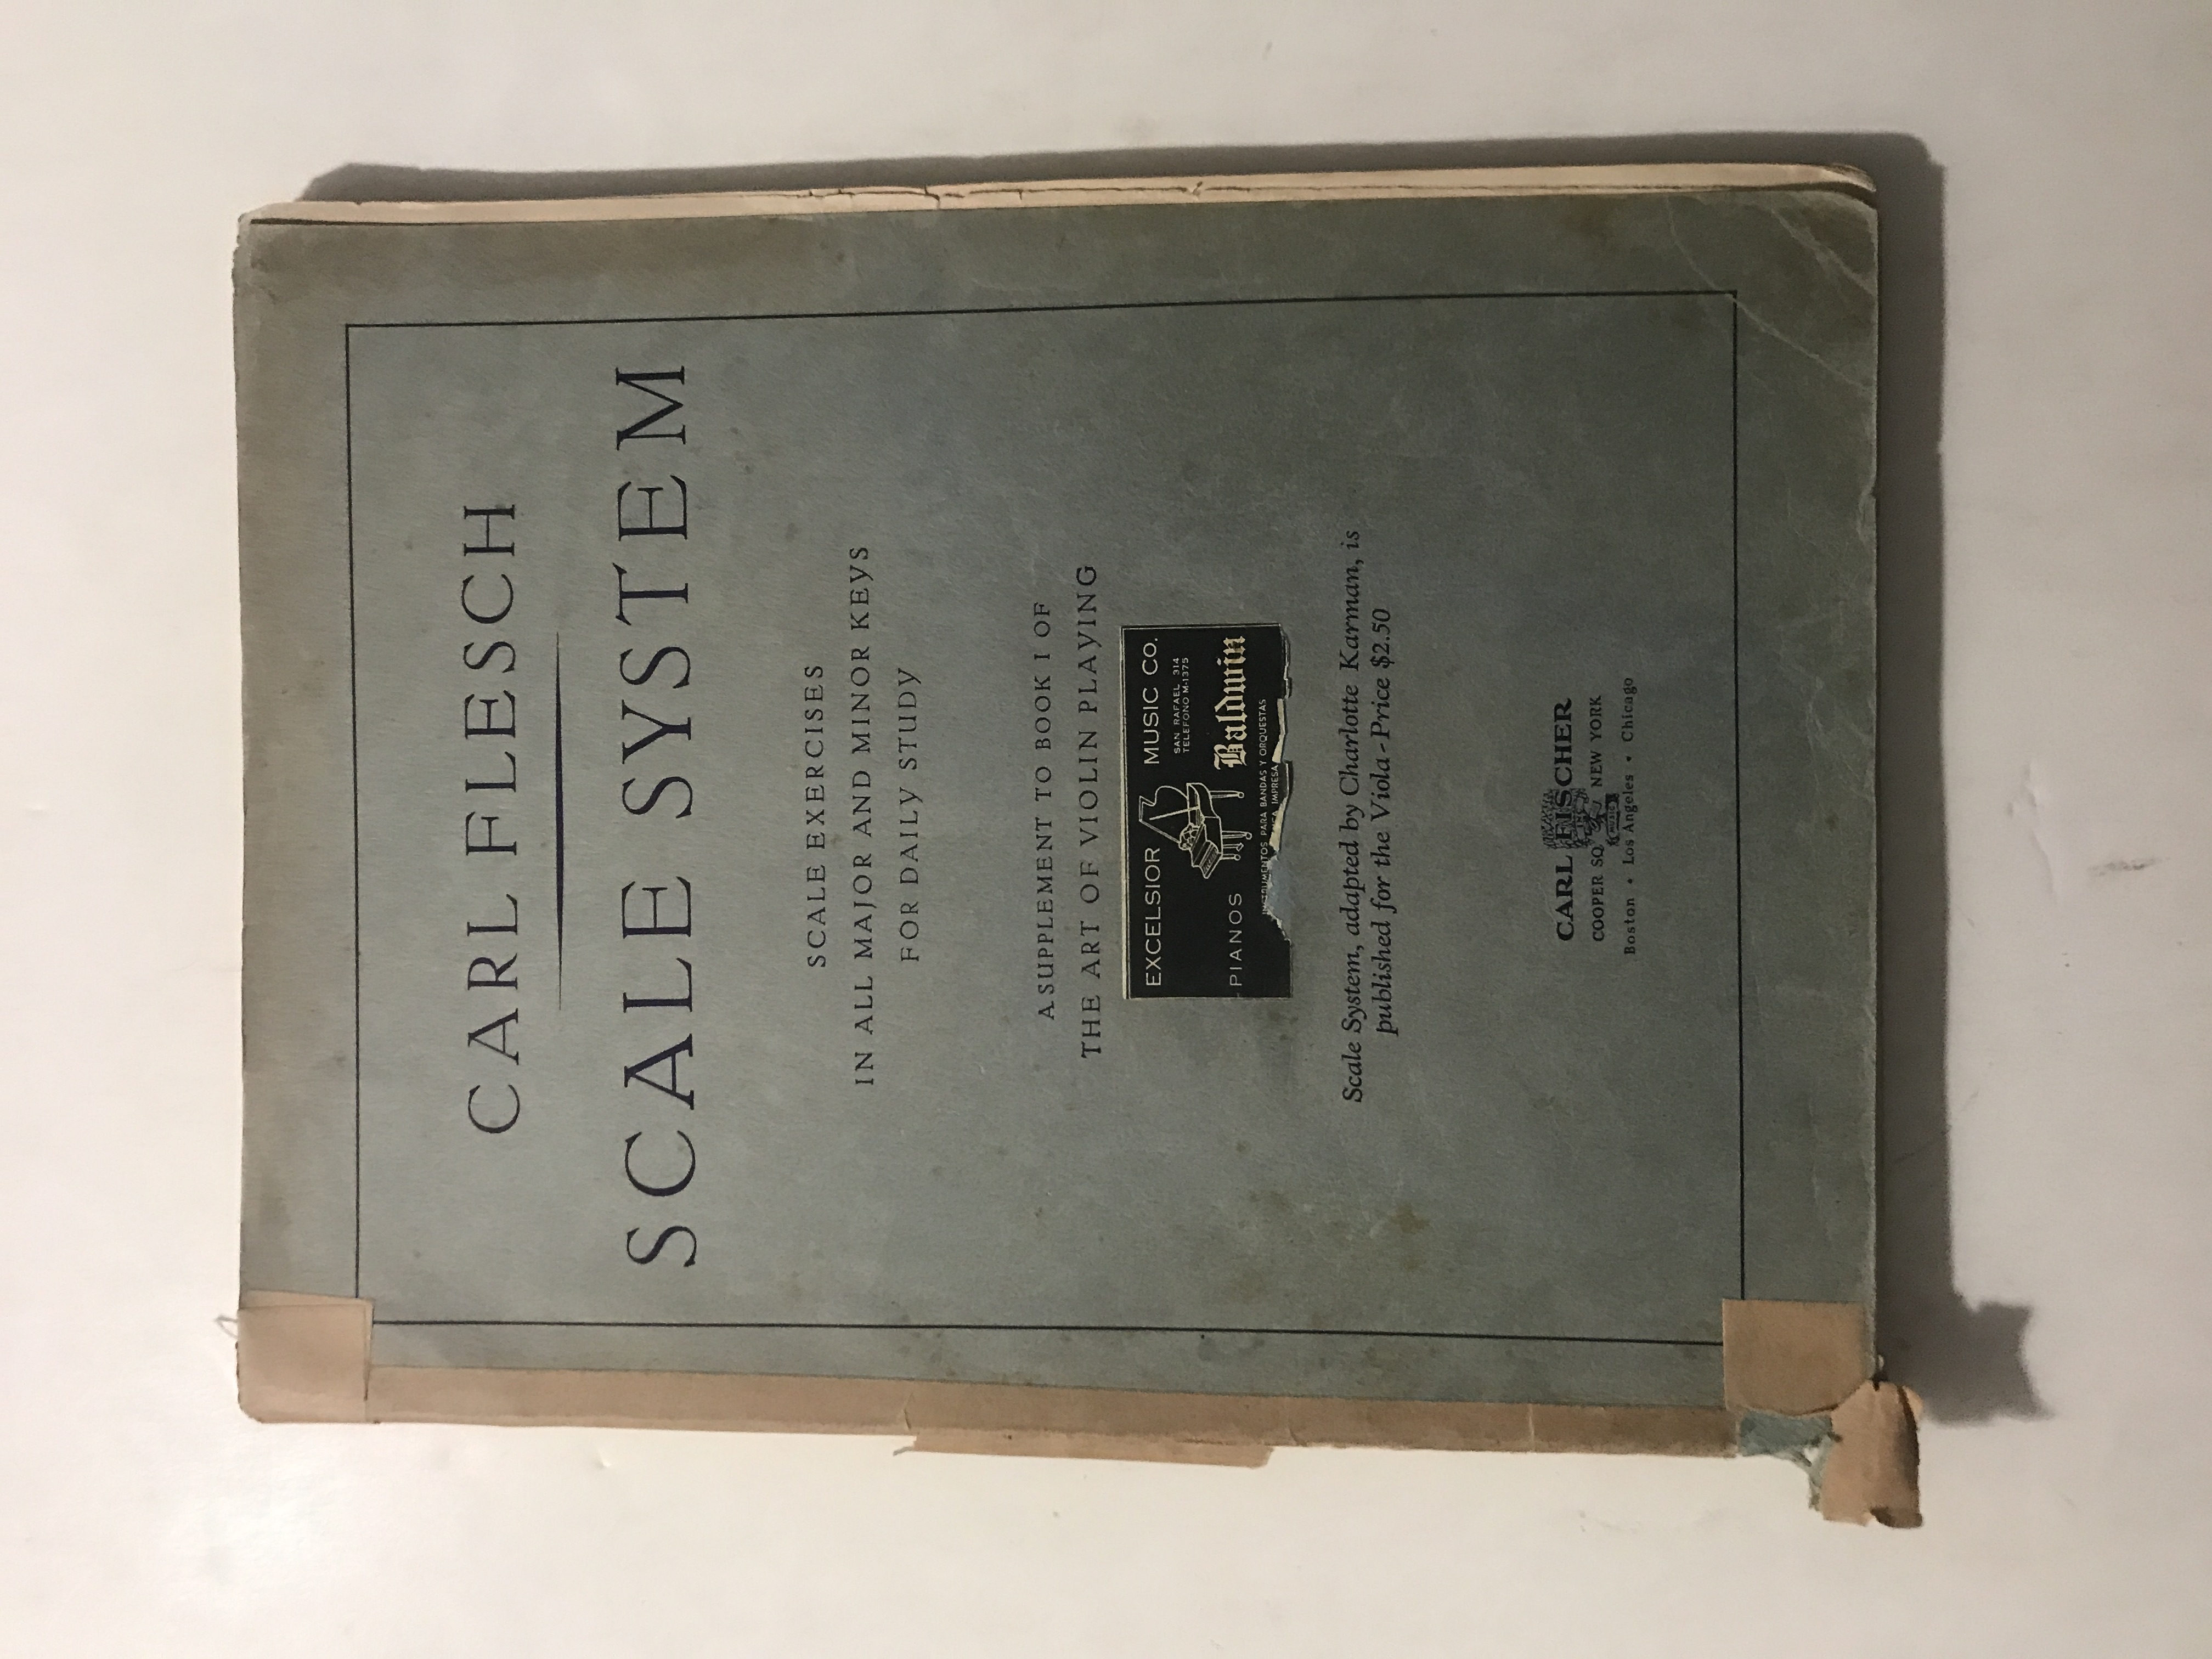 CARL FLESCH
SCALE SYSTEM
SCALE EXERCISES
IN ALL MAJOR AND MINOR KEYS
FOR DAILY STUDY
A SUPPLEMENT TO BOOK I OF
THE ART OF VIOLIN PLAYING
EXCELSIOR MUSIC CO.
SAN RAFAEL 314
TELEFONO M-1375
PIANOS Baldwin
INSTRUMENTOS PARA BANDAS Y ORQUESTAS
IMPRESA
Scale System, adapted by Charlotte Karman, is
published for the Viola - Price $2.50
CARL FISCHER
COOPER SQ NEW YORK
Boston • Los Angeles • Chicago